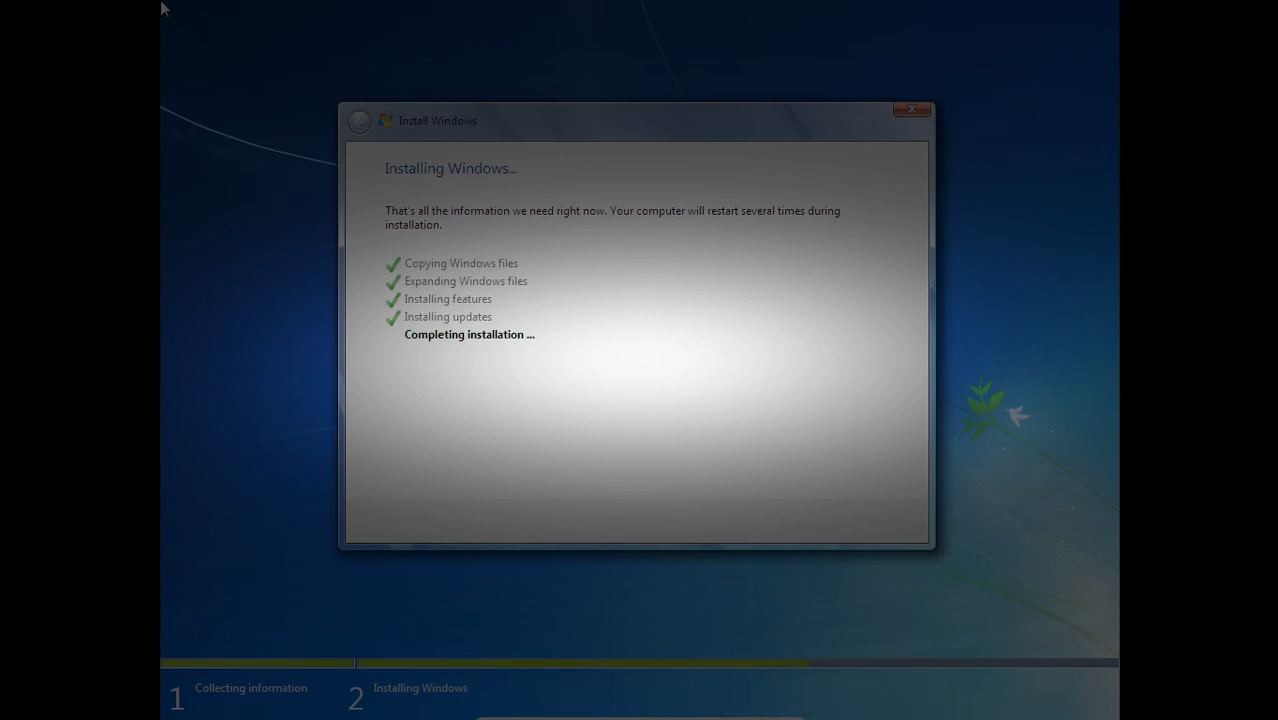 Install Windows
Installing Windows...
That's all the information we need right now. Your computer will restart several times during
installation.
Copying Windows files
Expanding Windows files
Installing features
Installing updates
Completing installation ...
1 Collecting information
2 Installing Windows